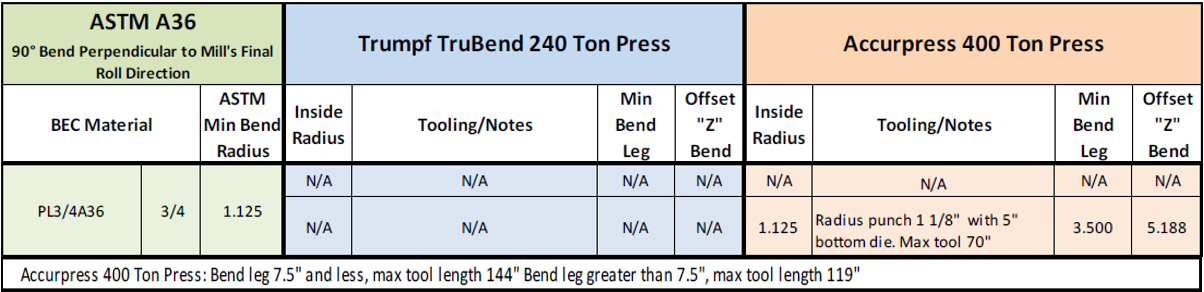 ASTM A36
90° Bend Perpendicular to Mill's Final
Roll Direction
Trumpf TruBend 240 Ton Press
Accurpress 400 Ton Press
BEC Material
ASTM
Min Bend
Radius
Inside
Radius
Tooling/Notes
Min
Bend
Leg
Offset
"Z"
Bend
Inside
Radius
Tooling/Notes
Min
Bend
Leg
Offset
"Z"
Bend
PL3/4A36
3/4
1.125
N/A
N/A
N/A
N/A
N/A
N/A
N/A
N/A
N/A
N/A
N/A
N/A
1.125
Radius punch 1 1/8" with 5"
bottom die. Max tool 70"
3.500
5.188
Accurpress 400 Ton Press: Bend leg 7.5" and less, max tool length 144" Bend leg greater than 7.5", max tool length 119"